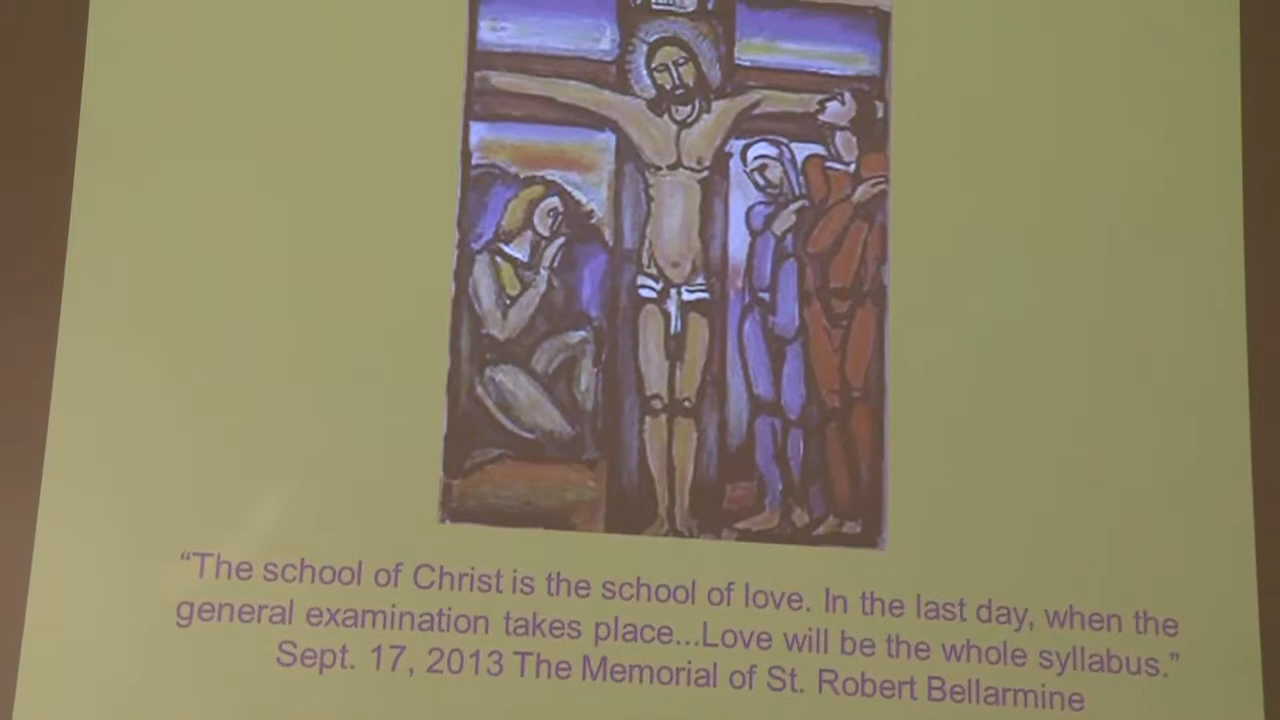 “The school of Christ is the school of love. In the last day, when the
general examination takes place...Love will be the whole syllabus.”
Sept. 17, 2013 The Memorial of St. Robert Bellarmine